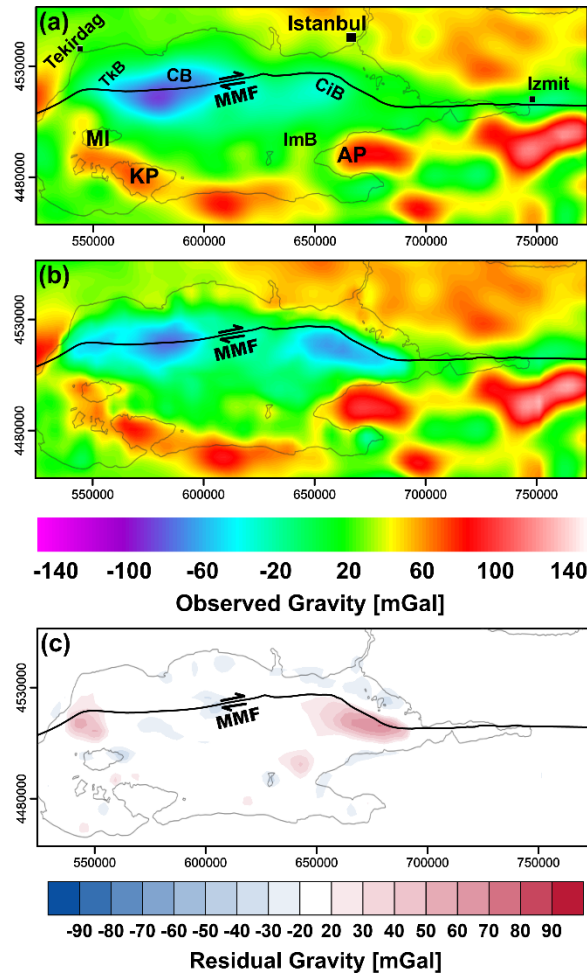 (a)
Istanbul
Tekirdag
TkB
CB
MMF
CiB
Izmit
MI
ImB
AP
KP
4530000
4480000
550000 600000 650000 700000 750000
(b)
MMF
4530000
4480000
550000 600000 650000 700000 750000
-140 -100 -60 -20 20 60 100 140
Observed Gravity [mGal]
(c)
MMF
4530000
4480000
550000 600000 650000 700000 750000
-90 -80 -70 -60 -50 -40 -30 -20 20 30 40 50 60 70 80 90
Residual Gravity [mGal]